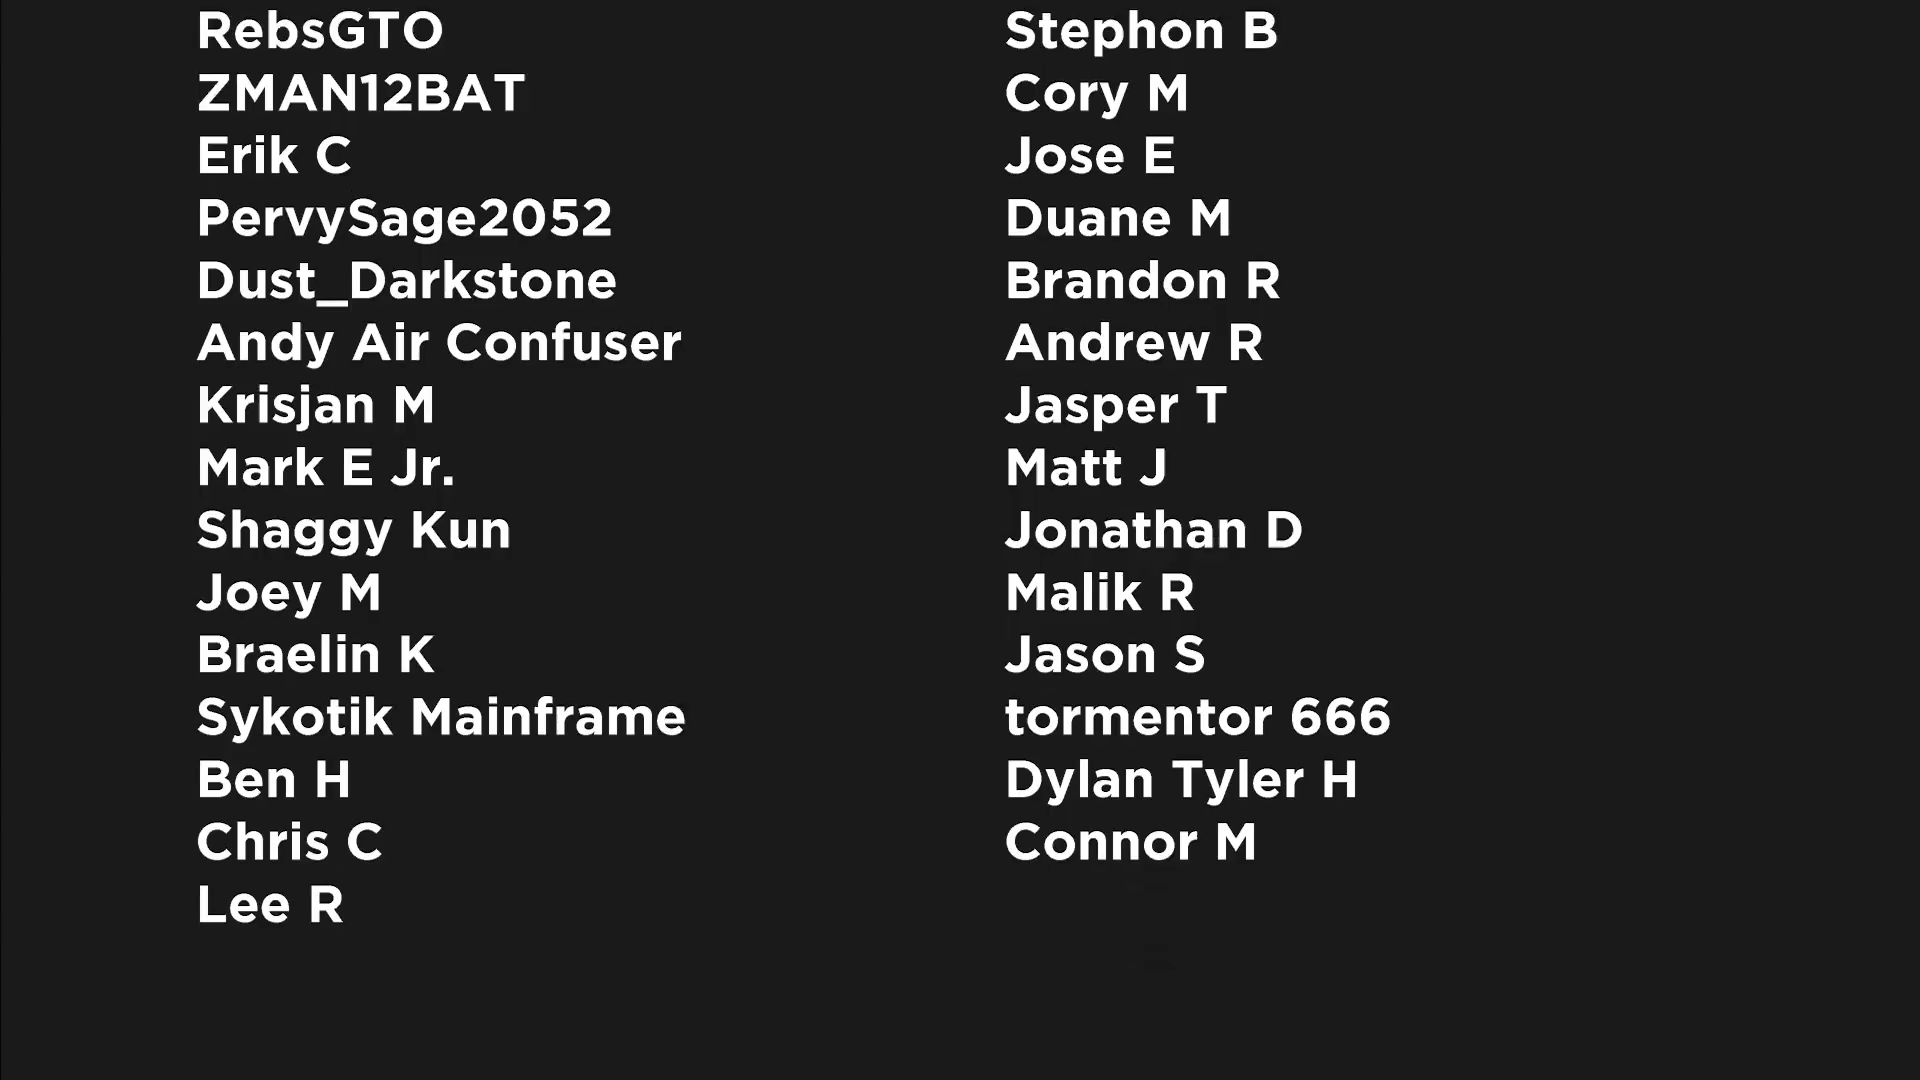 RebsGTO
ZMAN12BAT
Erik C
PervySage2052
Dust_Darkstone
Andy Air Confuser
Krisjan M
Mark E Jr.
Shaggy Kun
Joey M
Braelin K
Sykotik Mainframe
Ben H
Chris C
Lee R
Stephon B
Cory M
Jose E
Duane M
Brandon R
Andrew R
Jasper T
Matt J
Jonathan D
Malik R
Jason S
tormentor 666
Dylan Tyler H
Connor M